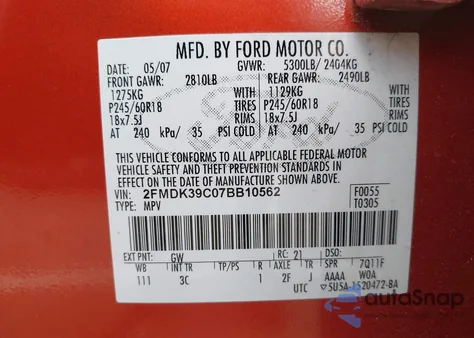 MFD. BY FORD MOTOR CO.
DATE: 05/07 GVWR: 5300LB/ 2404KG
FRONT GAWR: 2810LB REAR GAWR: 2490LB
1275KG WITH 1129KG WITH
P245/60R18 TIRES P245/60R18 TIRES
18x7.5J RIMS 18x7.5J RIMS
AT 240 kPa/ 35 PSI COLD AT 240 kPa/ 35 PSI COLD
THIS VEHICLE CONFORMS TO ALL APPLICABLE FEDERAL MOTOR
VEHICLE SAFETY AND THEFT PREVENTION STANDARDS IN EFFECT
ON THE DATE OF MANUFACTURE SHOWN ABOVE.
VIN: 2FMDK39C07BB10562 F0055
TYPE: MPV T0305
EXT PNT: GW RC: 21 DSO:
WB INT TR TP/PS R AXLE TR SPR 7Q11F
111 3C 1 2F J AAAA WOA
UTC 5USA-1520472-BA
autoSnap